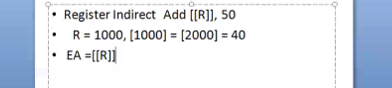 • Register Indirect Add [[R]], 50
• R = 1000, [1000] = [2000] = 40
• EA =[[R]]